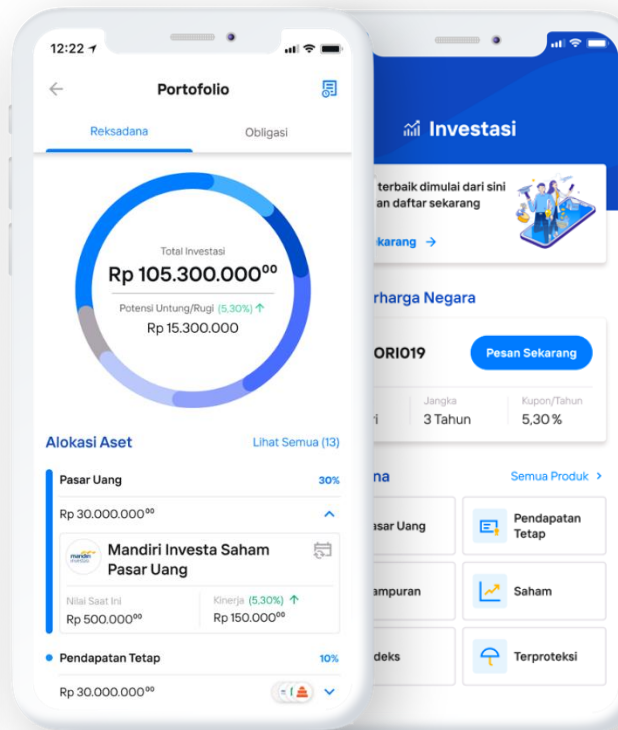 12:22
Portofolio
Reksadana
Obligasi
Total Investasi
Rp 105.300.000⁰⁰
Potensi Untung/Rugi (5,30%) ↑
Rp 15.300.000
Alokasi Aset
Lihat Semua (13)
Pasar Uang
30%
Rp 30.000.000⁰⁰
mandiri
Mandiri Investa Saham
Pasar Uang
Nilai Saat Ini
Rp 500.000⁰⁰
Kinerja (5,30%) ↑
Rp 150.000⁰⁰
Pendapatan Tetap
10%
Rp 30.000.000⁰⁰
Investasi
terbaik dimulai dari sini
an daftar sekarang
karang →
rharga Negara
ORI019
Pesan Sekarang
Jangka
3 Tahun
Kupon/Tahun
5,30 %
na
Semua Produk >
asar Uang
Pendapatan
Tetap
ampuran
Saham
deks
Terproteksi